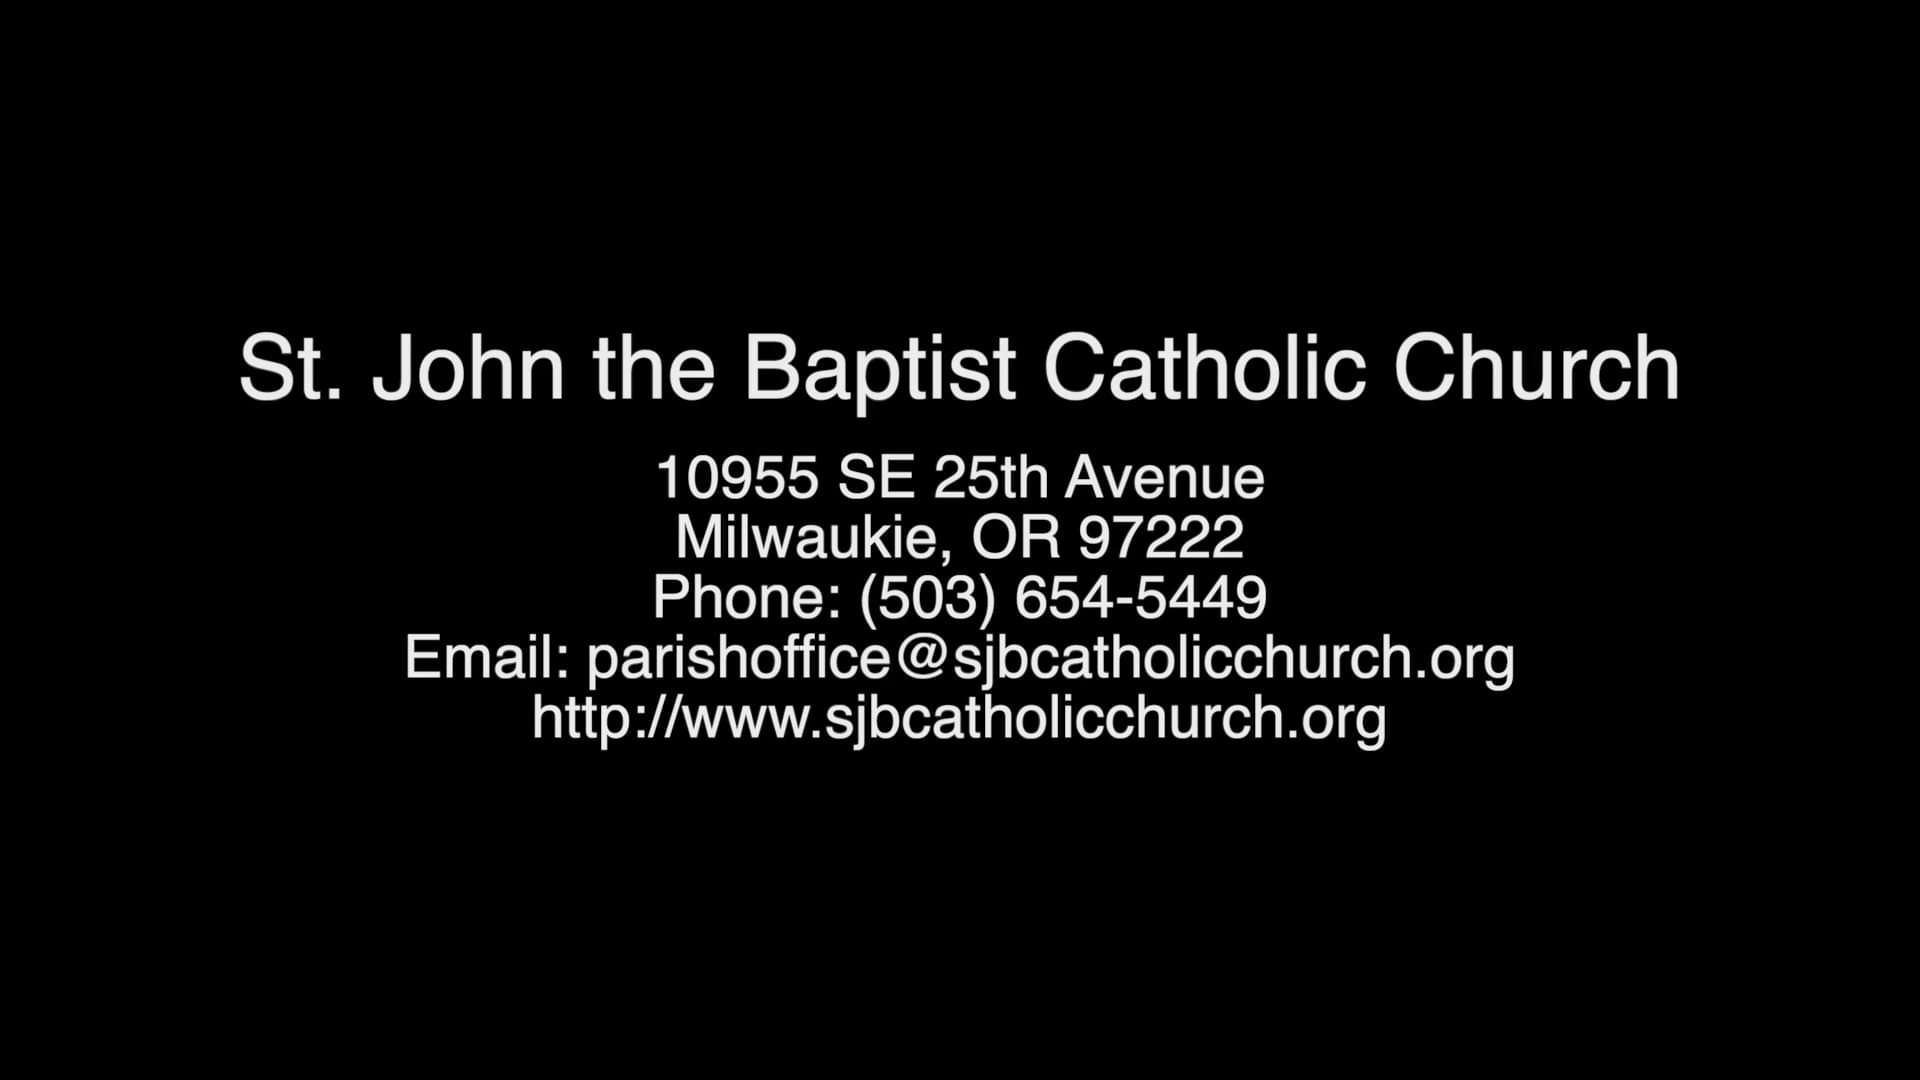 St. John the Baptist Catholic Church
10955 SE 25th Avenue
Milwaukie, OR 97222
Phone: (503) 654-5449
Email: parishoffice@sjbcatholicchurch.org
http://www.sjbcatholicchurch.org